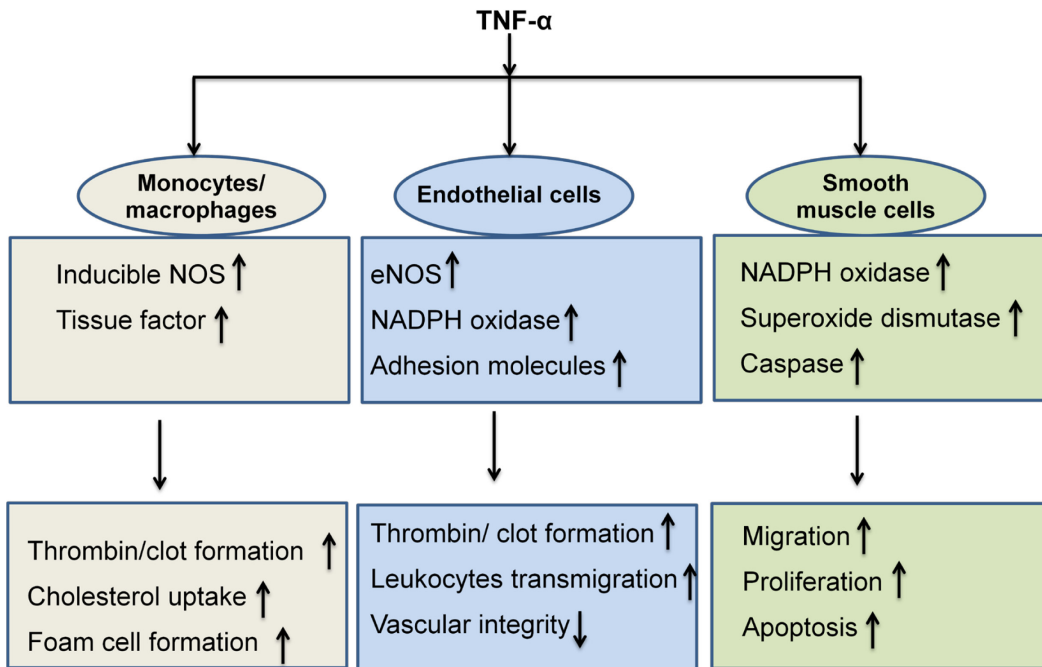 TNF-α
Monocytes/
macrophages
Endothelial cells
Smooth
muscle cells
Inducible NOS ↑
Tissue factor ↑
eNOS ↑
NADPH oxidase ↑
Adhesion molecules ↑
NADPH oxidase ↑
Superoxide dismutase ↑
Caspase ↑
Thrombin/clot formation ↑
Cholesterol uptake ↑
Foam cell formation ↑
Thrombin/ clot formation ↑
Leukocytes transmigration ↑
Vascular integrity ↓
Migration ↑
Proliferation ↑
Apoptosis ↑